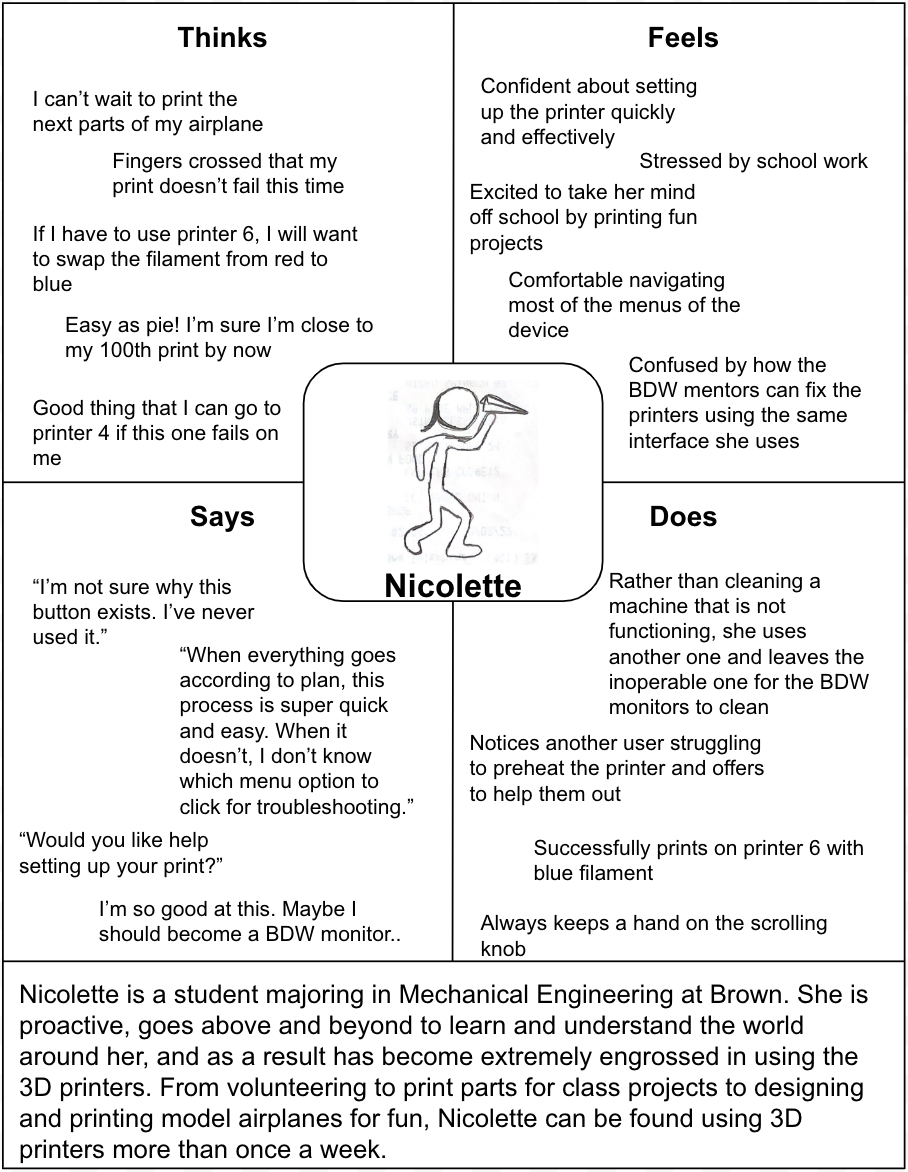 Thinks
I can’t wait to print the
next parts of my airplane
Fingers crossed that my
print doesn’t fail this time
If I have to use printer 6, I will want
to swap the filament from red to
blue
Easy as pie! I’m sure I’m close to
my 100th print by now
Good thing that I can go to
printer 4 if this one fails on
me
Feels
Confident about setting
up the printer quickly
and effectively
Stressed by school work
Excited to take her mind
off school by printing fun
projects
Comfortable navigating
most of the menus of the
device
Confused by how the
BDW mentors can fix the
printers using the same
interface she uses
Nicolette
Says
“I’m not sure why this
button exists. I’ve never
used it.”
“When everything goes
according to plan, this
process is super quick
and easy. When it
doesn’t, I don’t know
which menu option to
click for troubleshooting.”
“Would you like help
setting up your print?”
I’m so good at this. Maybe I
should become a BDW monitor..
Does
Rather than cleaning a
machine that is not
functioning, she uses
another one and leaves the
inoperable one for the BDW
monitors to clean
Notices another user struggling
to preheat the printer and offers
to help them out
Successfully prints on printer 6 with
blue filament
Always keeps a hand on the scrolling
knob
Nicolette is a student majoring in Mechanical Engineering at Brown. She is
proactive, goes above and beyond to learn and understand the world
around her, and as a result has become extremely engrossed in using the
3D printers. From volunteering to print parts for class projects to designing
and printing model airplanes for fun, Nicolette can be found using 3D
printers more than once a week.